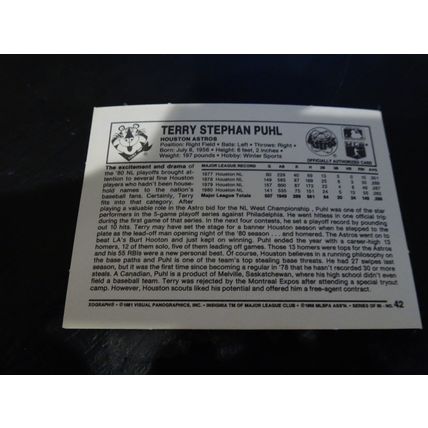 TERRY STEPHAN PUHL
HOUSTON ASTROS
Position: Right Field • Bats: Left • Throws: Right •
Born: July 8, 1956 • Height: 6 feet, 2 inches •
Weight: 197 pounds • Hobby: Winter Sports
OFFICIALLY AUTHORIZED CARD
The excitement and drama of
the '80 NL playoffs brought at-
tention to several fine Houston
players who hadn't been house-
hold names to the nation's
baseball fans. Certainly, Terry
fits into that category. After
MAJOR LEAGUE RECORD
1977 Houston NL
1978 Houston NL
1979 Houston NL
1980 Houston NL
Major League Totals
playing a valuable role in the Astro bid for the NL West Championship, Puhl was one of the star
performers in the 5-game playoff series against Philadelphia. He went hitless in one official at bat
during the first game of that series. In the next four contests, he set a playoff record by pounding
out 10 hits. Terry may have set the stage for a banner Houston season when he stepped to the
plate as the lead-off man opening night of the '80 season . . . and homered. The Astros went on to
beat LA's Burt Hooton and just kept on winning. Puhl ended the year with a career-high 13
homers, 12 of them solo, five of them leading off games. Those 13 homers were tops for the Astros
and his 55 RBIs were a new personal best. Of course, Houston believes in a running philosophy on
the base paths and Puhl is one of the team's top stealing base threats. He had 27 swipes last
season, but it was the first time since becoming a regular in '78 that he hasn't recorded 30 or more
steals. A Canadian, Puhl is a product of Melville, Saskatchewan, where his high school didn't even
field a baseball team. Terry was rejected by the Montreal Expos after attending a special tryout
camp. However, Houston scouts liked his potential and offered him a free-agent contract.
XOGRAPH® • © 1981 VISUAL PANOGRAPHICS, INC. • INSIGNIA TM OF MAJOR LEAGUE CLUB • MLBPA ASS'N. • SERIES OF 60 • NO. 42